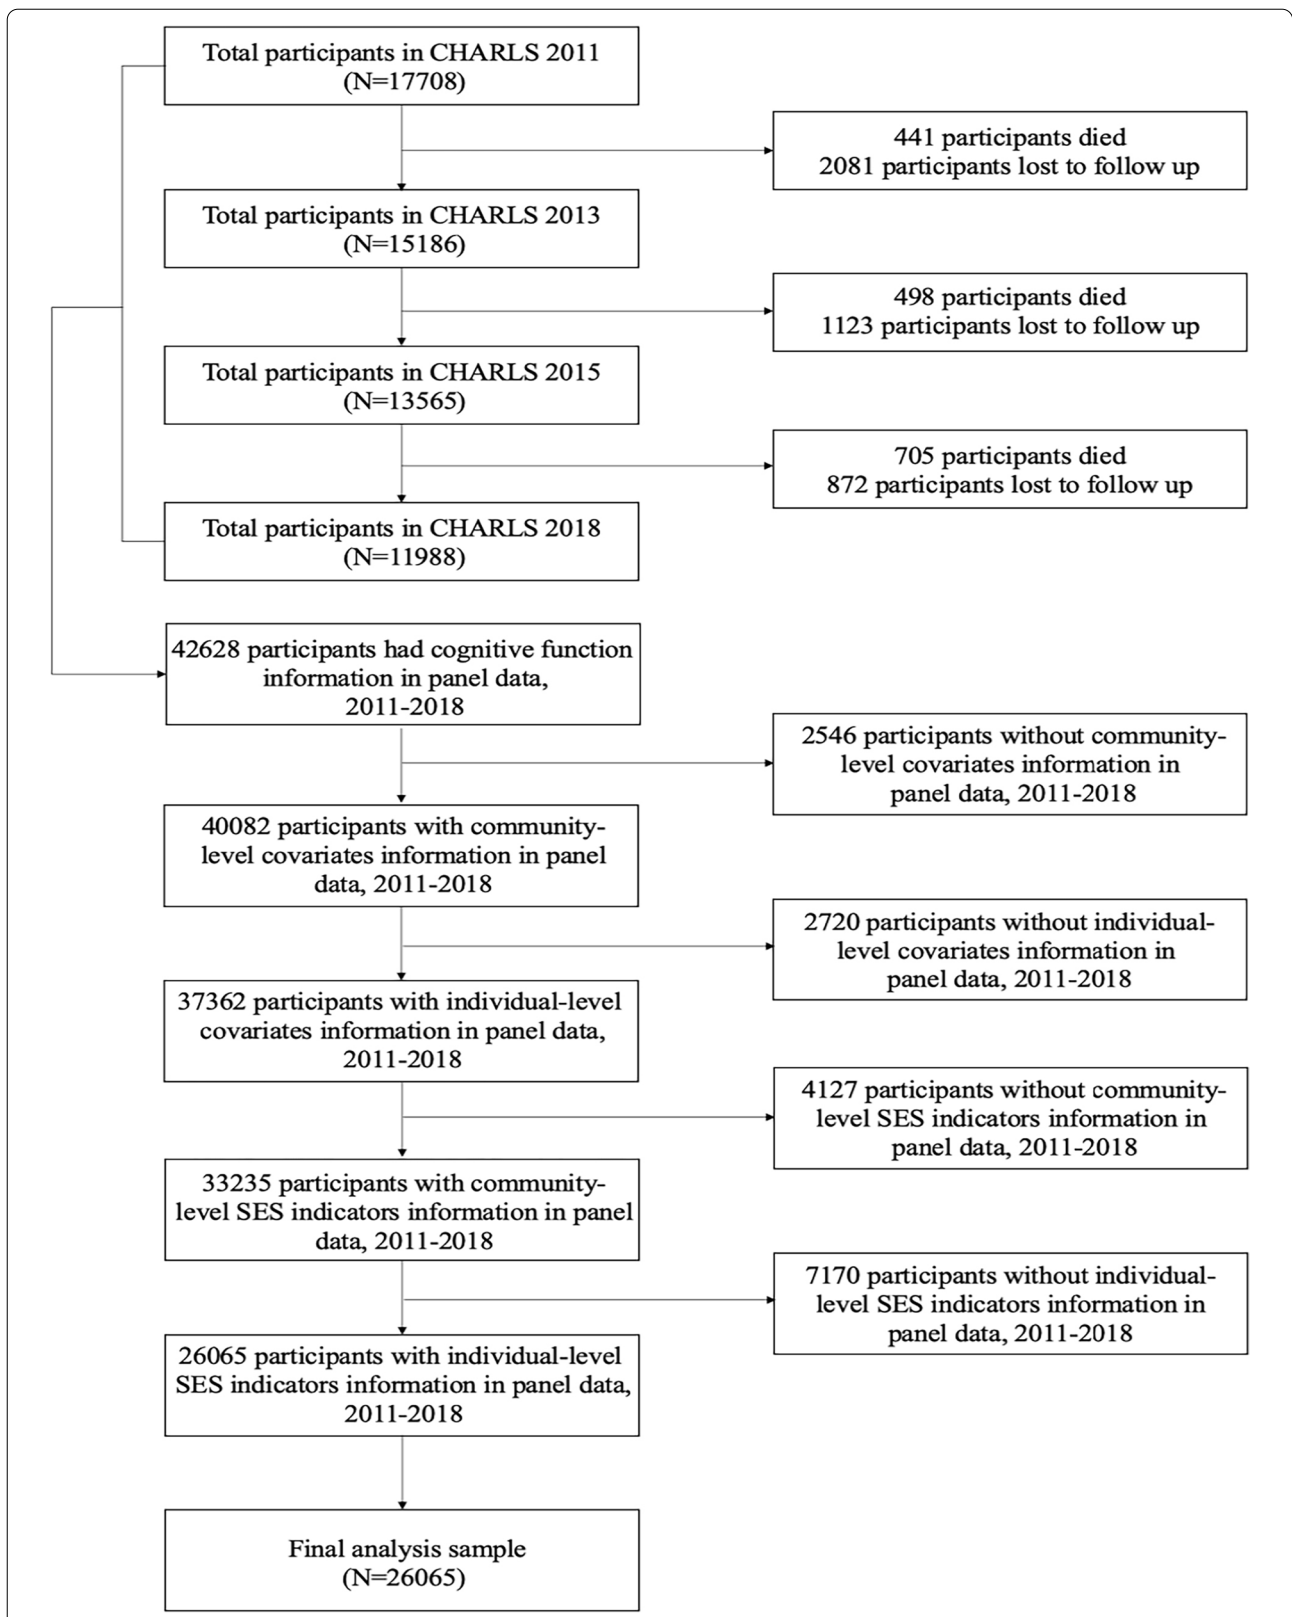 Total participants in CHARLS 2011
(N=17708)
441 participants died
2081 participants lost to follow up
Total participants in CHARLS 2013
(N=15186)
498 participants died
1123 participants lost to follow up
Total participants in CHARLS 2015
(N=13565)
705 participants died
872 participants lost to follow up
Total participants in CHARLS 2018
(N=11988)
42628 participants had cognitive function
information in panel data,
2011-2018
2546 participants without community-
level covariates information in
panel data, 2011-2018
40082 participants with community-
level covariates information in panel
data, 2011-2018
2720 participants without individual-
level covariates information in
panel data, 2011-2018
37362 participants with individual-level
covariates information in panel data,
2011-2018
4127 participants without community-
level SES indicators information in
panel data, 2011-2018
33235 participants with community-
level SES indicators information in panel
data, 2011-2018
7170 participants without individual-
level SES indicators information in
panel data, 2011-2018
26065 participants with individual-level
SES indicators information in panel data,
2011-2018
Final analysis sample
(N=26065)